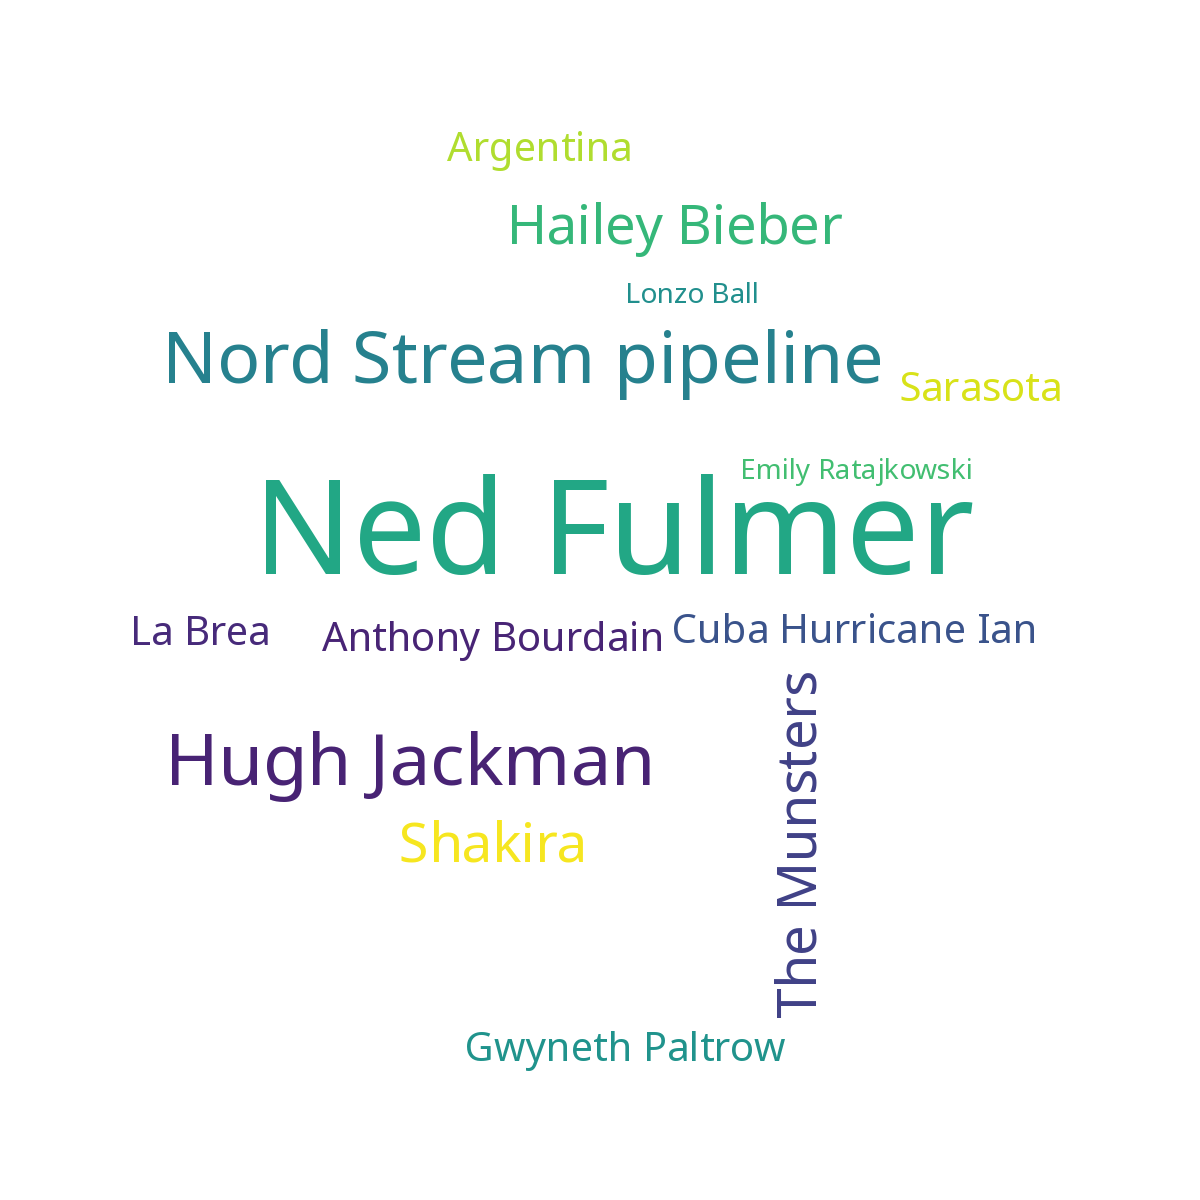 Argentina
Hailey Bieber
Lonzo Ball
Nord Stream pipeline
Sarasota
Emily Ratajkowski
Ned Fulmer
La Brea
Anthony Bourdain
Cuba Hurricane Ian
The Munsters
Hugh Jackman
Shakira
Gwyneth Paltrow